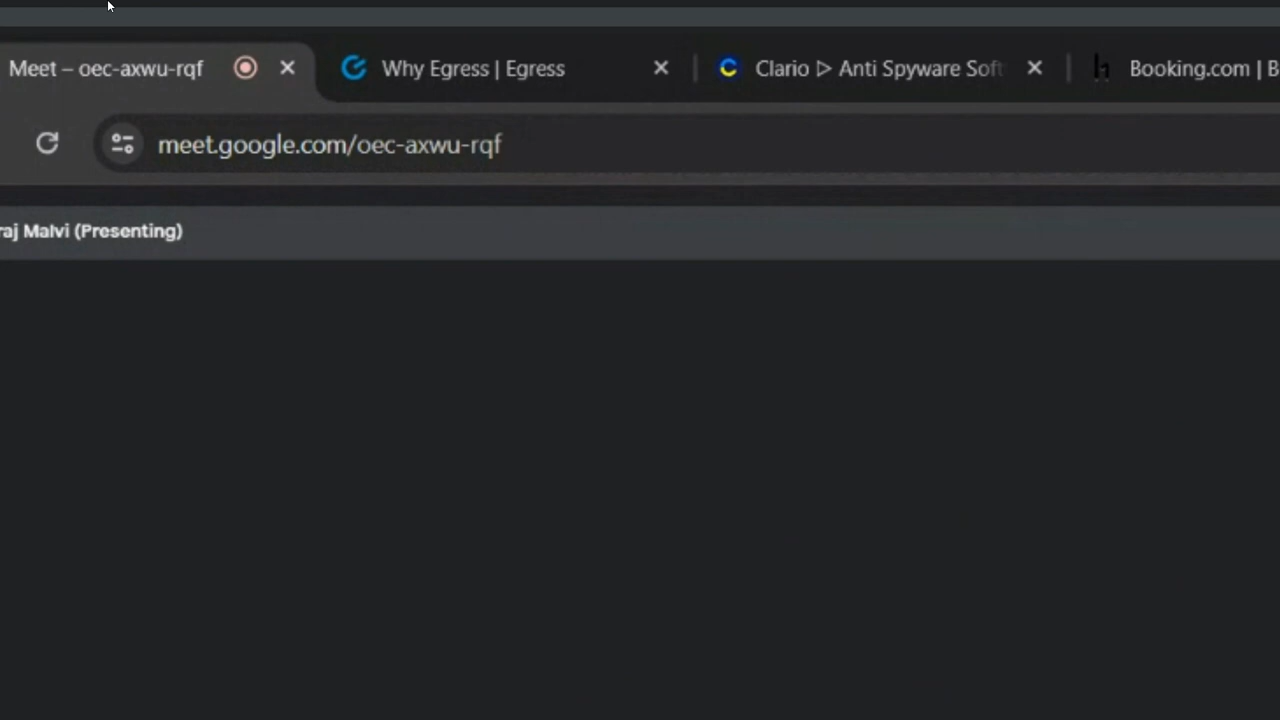 Meet – oec-axwu-rqf Why Egress | Egress Clario ▷ Anti Spyware Soft Booking.com | B
meet.google.com/oec-axwu-rqf
raj Malvi (Presenting)